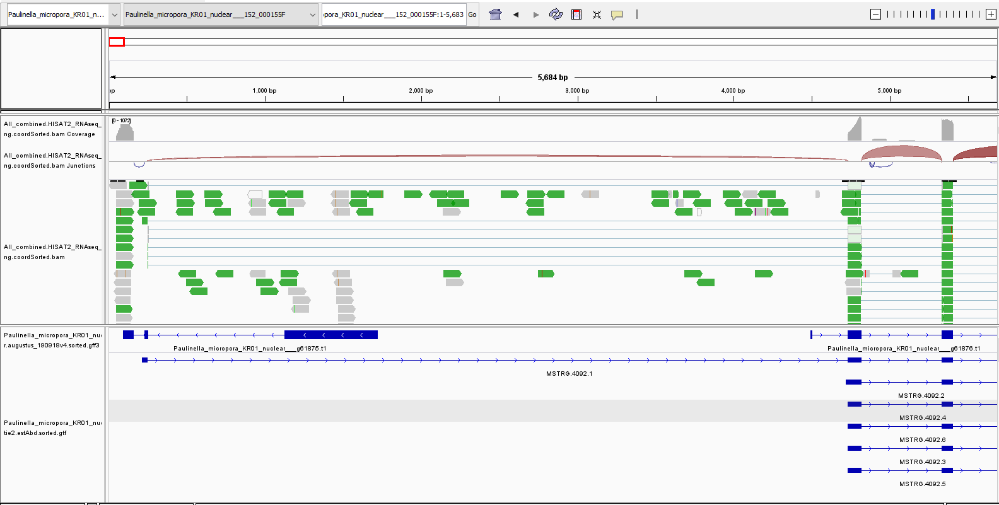 Paulinella_micropora_KR01_n... Paulinella_micropora_KR01_nuclear___152_000155F pora_KR01_nuclear___152_000155F:1-5,683 Go
5,684 bp
bp 1,000 bp 2,000 bp 3,000 bp 4,000 bp 5,000 bp
[0 - 1072]
All_combined.HISAT2_RNAseq_
ng.coordSorted.bam Coverage
All_combined.HISAT2_RNAseq_
ng.coordSorted.bam Junctions
All_combined.HISAT2_RNAseq_
ng.coordSorted.bam
Paulinella_micropora_KR01_nu
r.augustus_190918v4.sorted.gff3
Paulinella_micropora_KR01_nuclear___g61875.t1 Paulinella_micropora_KR01_nuclear___g61876.t1
MSTRG.4092.1
MSTRG.4092.2
MSTRG.4092.4
Paulinella_micropora_KR01_nu
tie2.estAbd.sorted.gtf
MSTRG.4092.6
MSTRG.4092.3
MSTRG.4092.5